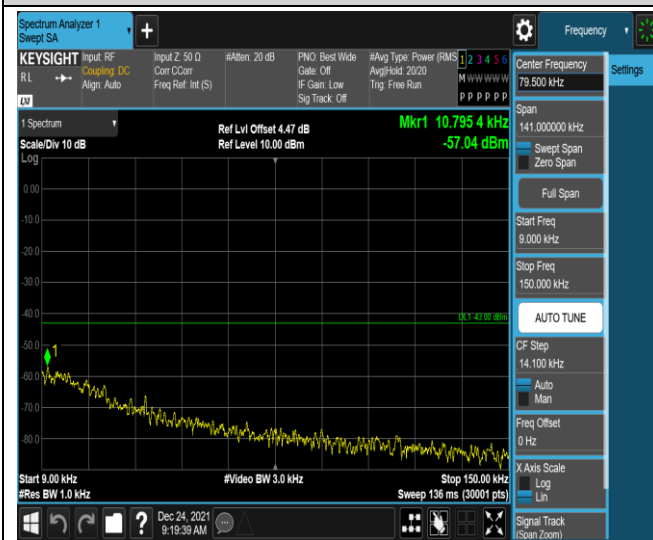 Spectrum Analyzer 1
Swept SA
Frequency
KEYSIGHT
RL
LXI
Input: RF
Coupling: DC
Align: Auto
Input Z: 50 Ω
Corr CCorr
Freq Ref: Int (S)
#Atten: 20 dB
PNO: Best Wide
Gate: Off
IF Gain: Low
Sig Track: Off
#Avg Type: Power (RMS
Avg|Hold: 20/20
Trig: Free Run
1 2 3 4 5 6
M W W W W W
P P P P P P
1 Spectrum
Scale/Div 10 dB
Log
Ref Lvl Offset 4.47 dB
Ref Level 10.00 dBm
Mkr1 10.795 4 kHz
-57.04 dBm
0.00
-10.0
-20.0
-30.0
-40.0
-50.0
-60.0
-70.0
-80.0
DL1 -43.00 dBm
1
Start 9.00 kHz
#Res BW 1.0 kHz
#Video BW 3.0 kHz
Stop 150.00 kHz
Sweep 136 ms (30001 pts)
?
Dec 24, 2021
9:19:39 AM
Center Frequency
79.500 kHz
Settings
Span
141.000000 kHz
Swept Span
Zero Span
Full Span
Start Freq
9.000 kHz
Stop Freq
150.000 kHz
AUTO TUNE
CF Step
14.100 kHz
Auto
Man
Freq Offset
0 Hz
X Axis Scale
Log
Lin
Signal Track
(Span Zoom)